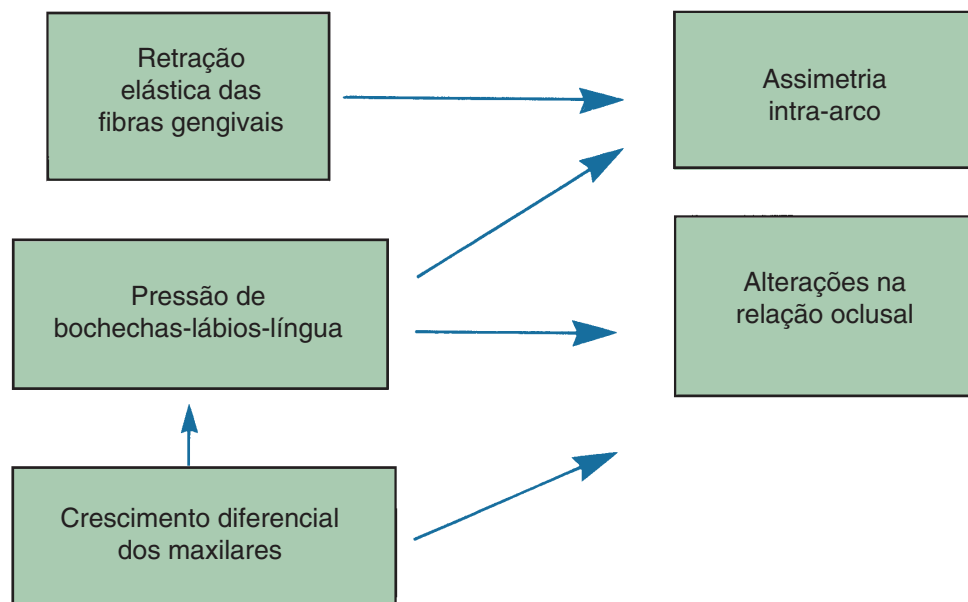 Retração
elástica das
fibras gengivais
Assimetria
intra-arco
Pressão de
bochechas-lábios-língua
Alterações na
relação oclusal
Crescimento diferencial
dos maxilares